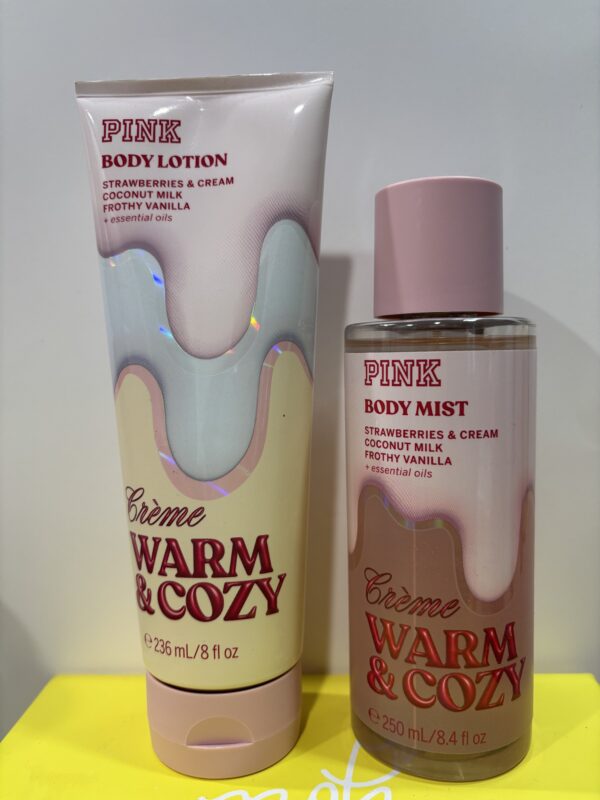 PINK
BODY LOTION
STRAWBERRIES & CREAM
COCONUT MILK
FROTHY VANILLA
+ essential oils
Crème
WARM
& COZY
℮ 236 mL/8 fl oz
PINK
BODY MIST
STRAWBERRIES & CREAM
COCONUT MILK
FROTHY VANILLA
+ essential oils
Crème
WARM
& COZY
℮ 250 mL/8.4 fl oz